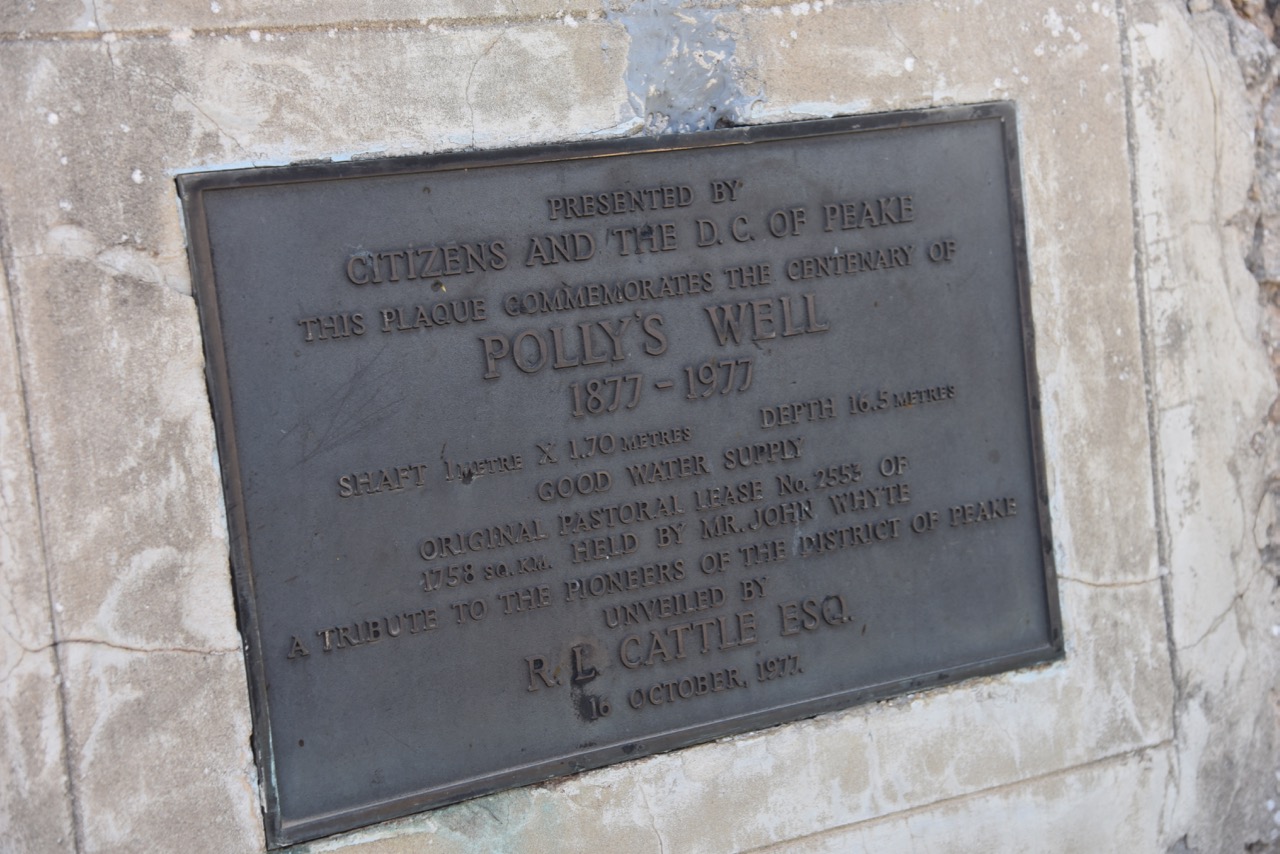 PRESENTED BY
CITIZENS AND THE D.C. OF PEAKE
THIS PLAQUE COMMEMORATES THE CENTENARY OF
POLLY'S WELL
1877 - 1977
SHAFT 1 METRE X 1.70 METRES DEPTH 16.5 METRES
GOOD WATER SUPPLY
ORIGINAL PASTORAL LEASE No. 2553 OF
1758 SQ. KM. HELD BY MR. JOHN WHYTE
A TRIBUTE TO THE PIONEERS OF THE DISTRICT OF PEAKE
UNVEILED BY
R. L. CATTLE ESQ.
16 OCTOBER, 1977.